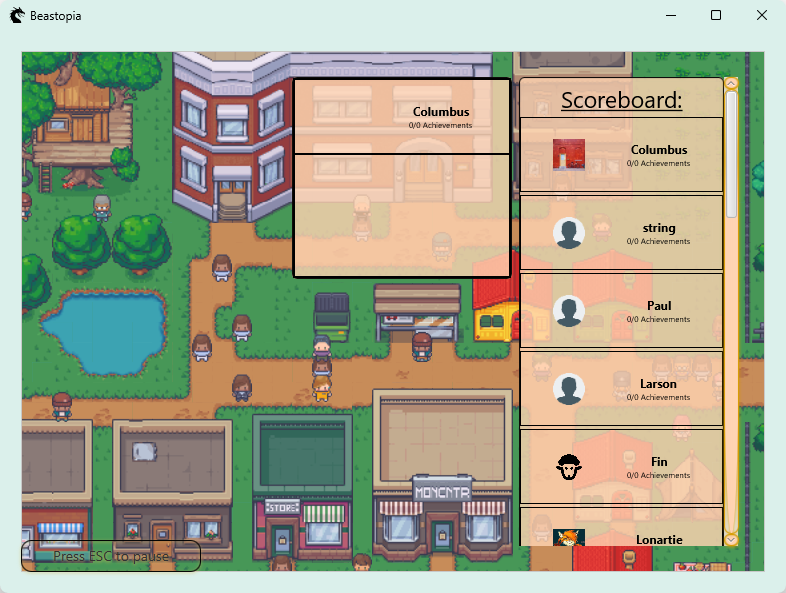 Beastopia
Columbus
0/0 Achievements
Scoreboard:
Columbus
0/0 Achievements
string
0/0 Achievements
Paul
0/0 Achievements
Larson
0/0 Achievements
Fin
0/0 Achievements
Lonartie
STORE
MONCNTR
Press ESC to pause